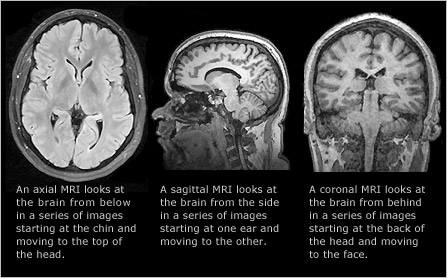 An axial MRI looks at
the brain from below
in a series of images
starting at the chin and
moving to the top of
the head.
A sagittal MRI looks at
the brain from the side
in a series of images
starting at one ear and
moving to the other.
A coronal MRI looks at
the brain from behind
in a series of images
starting at the back of
the head and moving
to the face.